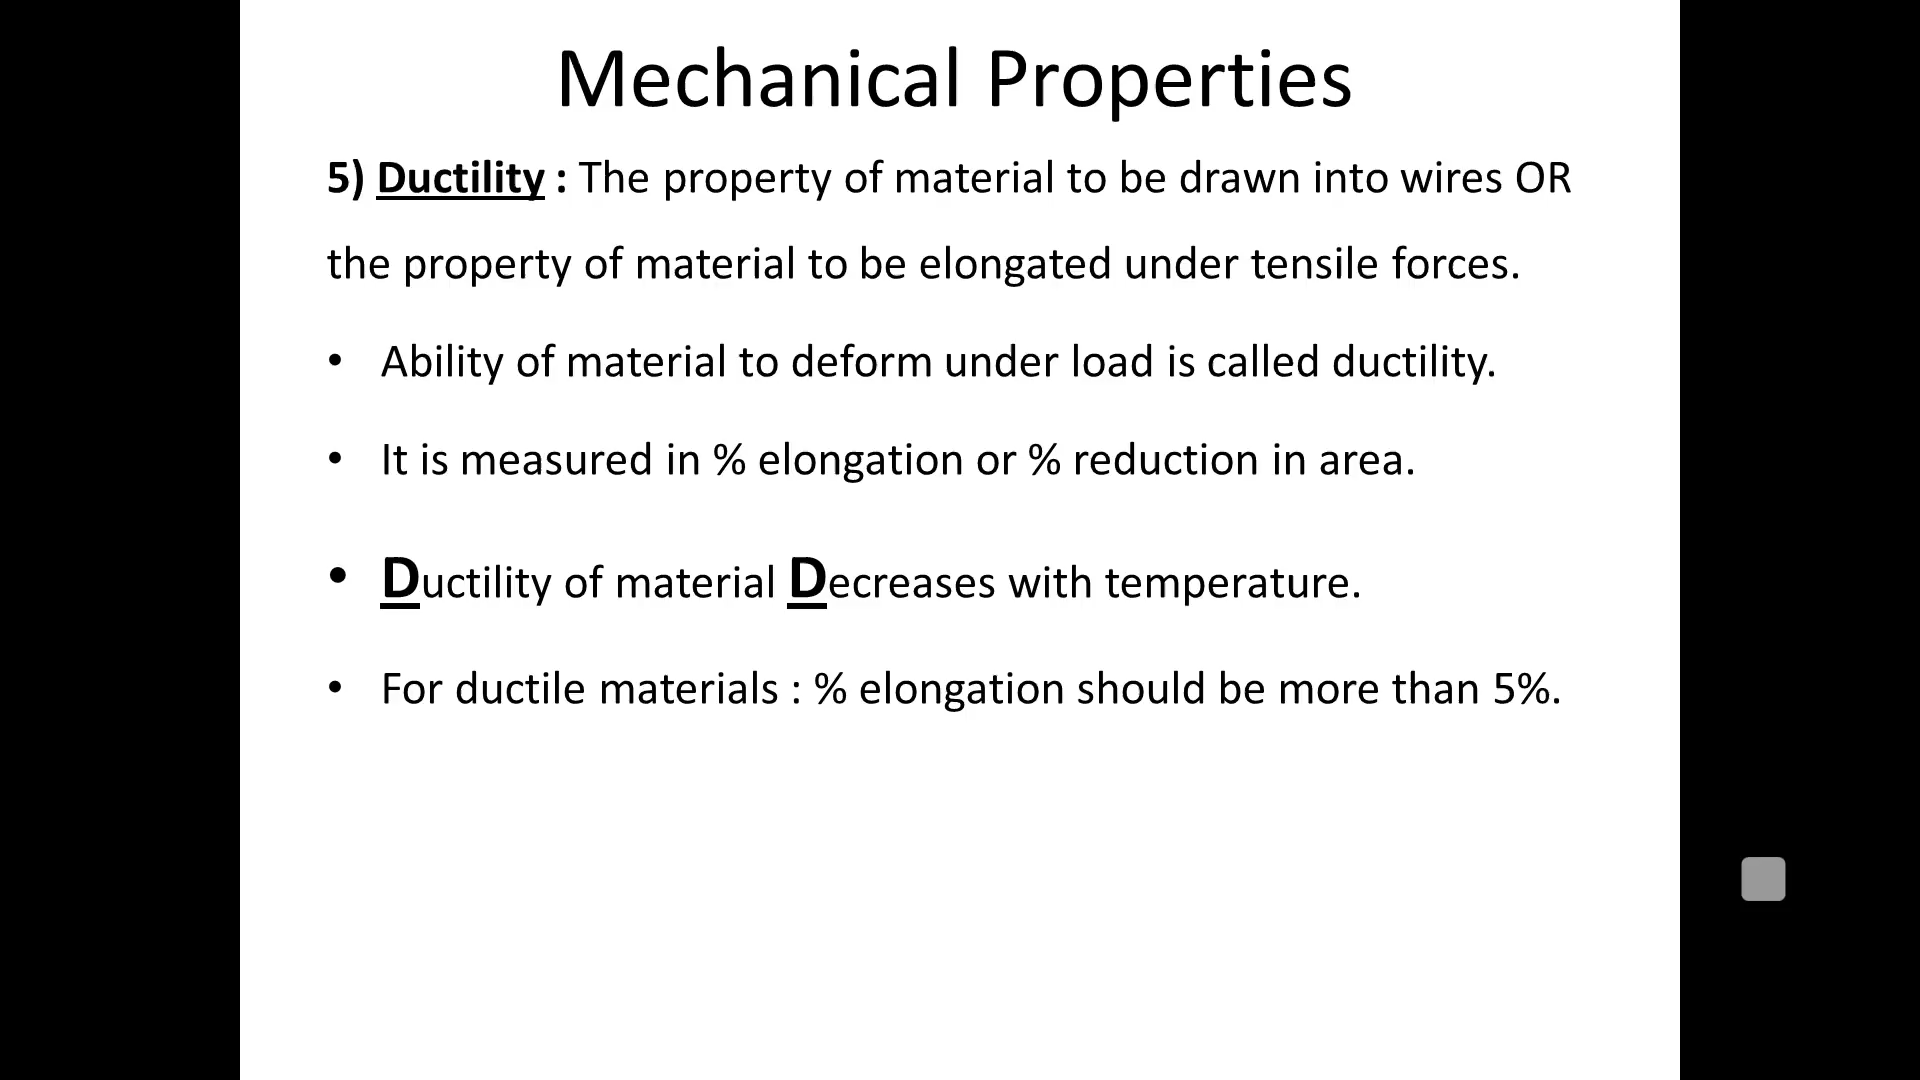 Mechanical Properties
5) Ductility : The property of material to be drawn into wires OR
the property of material to be elongated under tensile forces.
• Ability of material to deform under load is called ductility.
• It is measured in % elongation or % reduction in area.
• Ductility of material Decreases with temperature.
• For ductile materials : % elongation should be more than 5%.